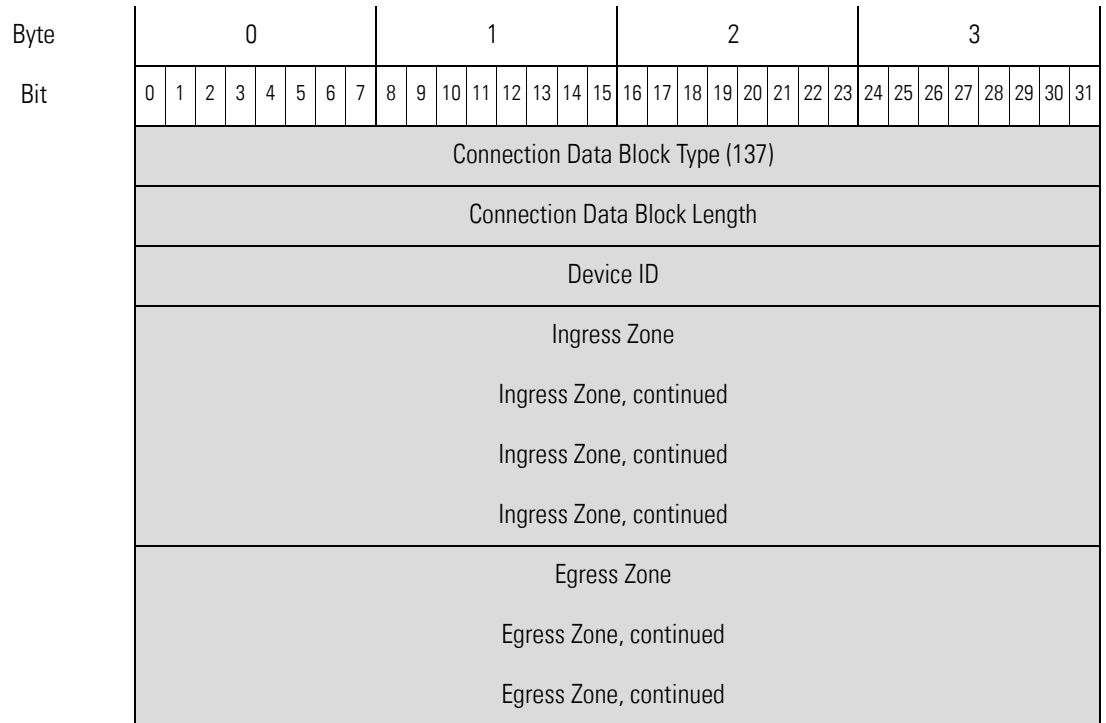 Byte 0 1 2 3
Bit 0 1 2 3 4 5 6 7 8 9 10 11 12 13 14 15 16 17 18 19 20 21 22 23 24 25 26 27 28 29 30 31
Connection Data Block Type (137)
Connection Data Block Length
Device ID
Ingress Zone
Ingress Zone, continued
Ingress Zone, continued
Ingress Zone, continued
Egress Zone
Egress Zone, continued
Egress Zone, continued